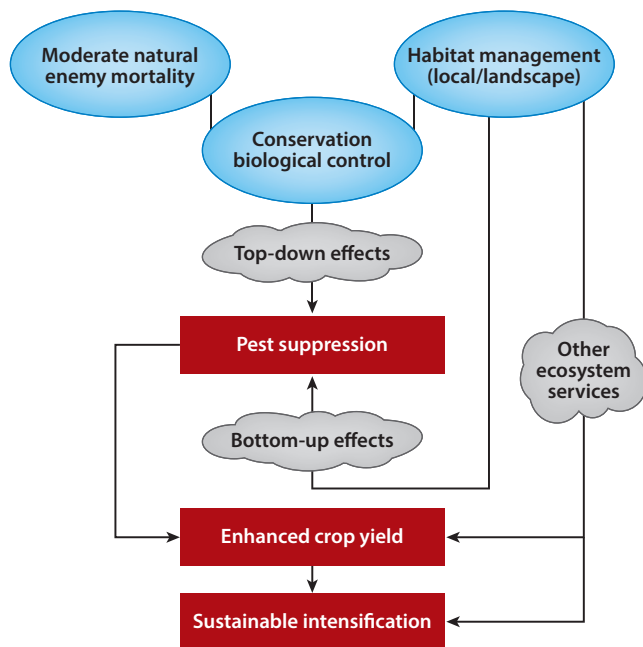 Moderate natural
enemy mortality
Habitat management
(local/landscape)
Conservation
biological control
Top-down effects
Pest suppression
Other
ecosystem
services
Bottom-up effects
Enhanced crop yield
Sustainable intensification